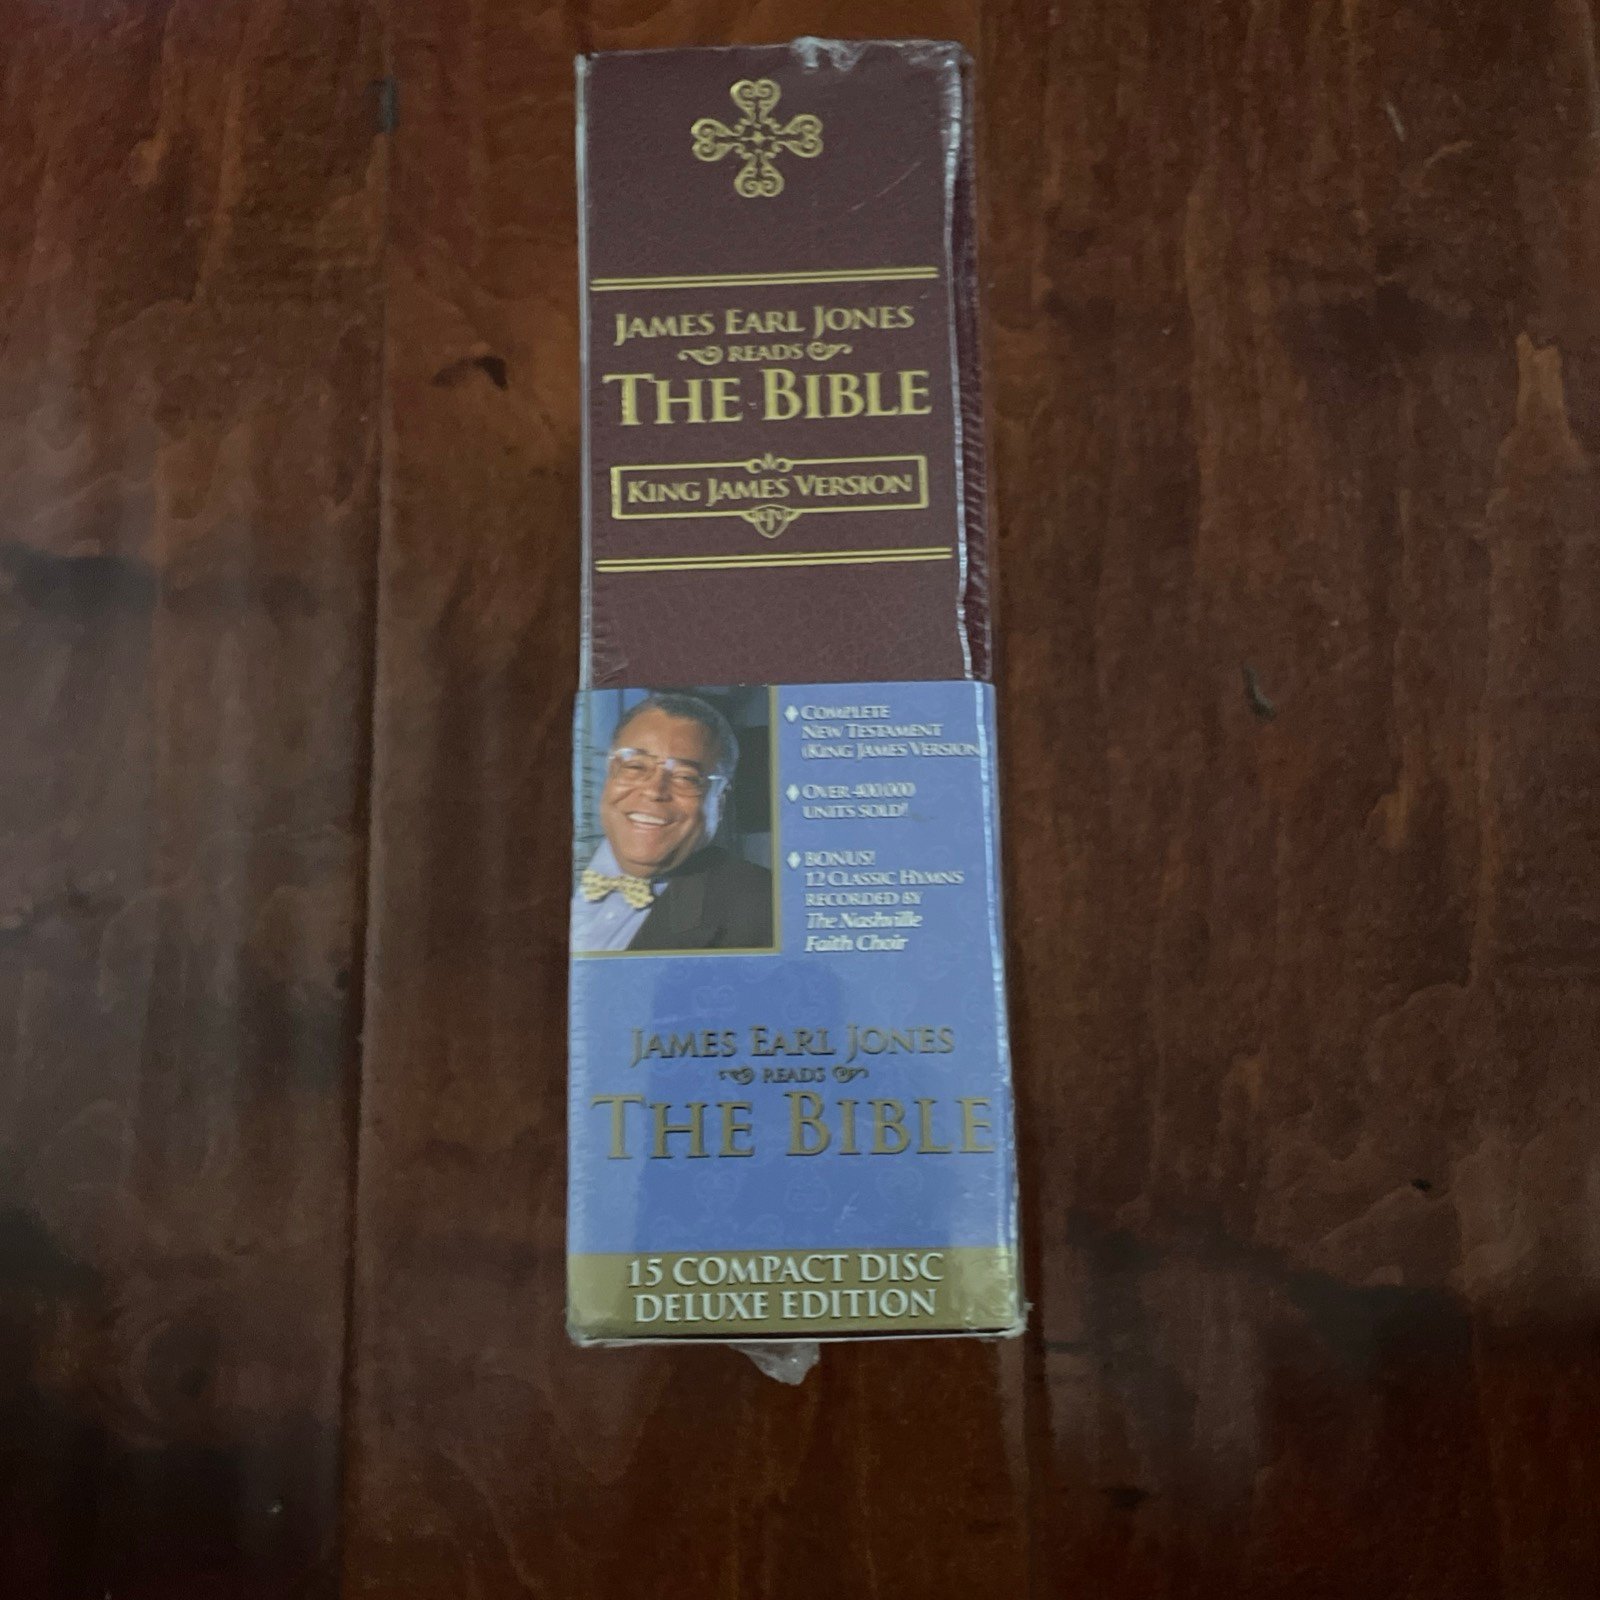 JAMES EARL JONES
READS
THE BIBLE
KING JAMES VERSION
KJV
COMPLETE
NEW TESTAMENT
(KING JAMES VERSION
OVER 400,000
UNITS SOLD!
BONUS!
12 CLASSIC HYMNS
RECORDED BY
The Nashville
Faith Choir
JAMES EARL JONES
READS
THE BIBLE
15 COMPACT DISC
DELUXE EDITION